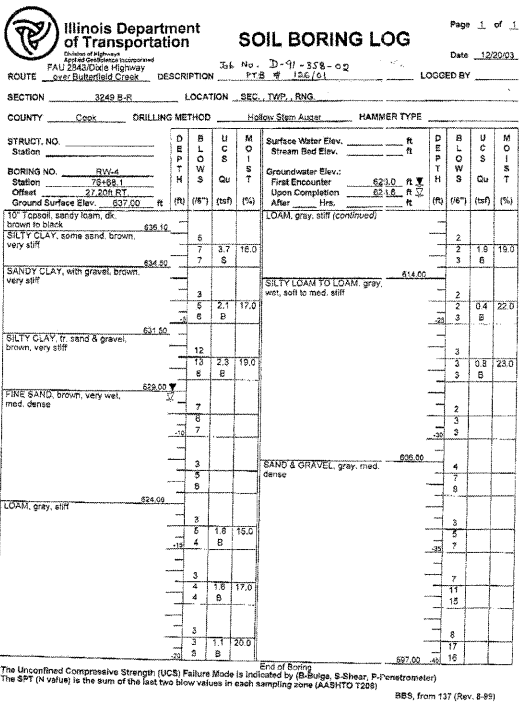 Illinois Department
of Transportation
Division of Highways
Applied GeoScience Incorporated
SOIL BORING LOG
Page 1 of 1
Date 12/20/03
Job No. D-91-358-02
PTB # 126/01
ROUTE FAU 2843/Dixie Highway
over Butterfield Creek DESCRIPTION LOGGED BY
SECTION 3249 B-R LOCATION SEC., TWP., RNG.
COUNTY Cook DRILLING METHOD Hollow Stem Auger HAMMER TYPE
STRUCT. NO.
Station
BORING NO. RW-4
Station 76+68.1
Offset 27.20ft RT.
Ground Surface Elev. 637.00 ft
DEPTH (ft)
BLOWS (/6")
UCS Qu (tsf)
MOIST (%)
Surface Water Elev. ft
Stream Bed Elev. ft
Groundwater Elev.:
First Encounter ft
Upon Completion ft
After Hrs. ft
DEPTH (ft)
BLOWS (/6")
UCS Qu (tsf)
MOIST (%)
10" Topsoil, sandy loam, dk.
brown to black
636.10
SILTY CLAY, some sand, brown,
very stiff
6
7 3.7 16.0
7 S
634.50
SANDY CLAY, with gravel, brown,
very stiff
3
5 2.1 17.0
-5 6 B
631.50
SILTY CLAY, tr. sand & gravel,
brown, very stiff
12
13 2.3 19.0
8 B
629.00
FINE SAND, brown, very wet,
med. dense
7
8
-10 7
3
5
6
624.00
LOAM, gray, stiff
3
5 1.6 15.0
-15 4 B
3
4 1.6 17.0
4 B
3
3 1.1 20.0
-20 3 B
LOAM, gray, stiff (continued)
2
2 1.9 19.0
3 B
614.00
SILTY LOAM TO LOAM, gray,
wet, soft to med. stiff
2
2 0.4 22.0
-25 3 B
3
3 0.8 23.0
3 B
2
3
-30 3
606.00
SAND & GRAVEL, gray, med.
dense
4
7
8
3
5
-35 7
7
11
15
8
17
597.00 -40 16
End of Boring
The Unconfined Compressive Strength (UCS) Failure Mode is indicated by (B-Bulge, S-Shear, P-Penetrometer)
The SPT (N value) is the sum of the last two blow values in each sampling zone (AASHTO T206)
BBS, from 137 (Rev. 8-99)